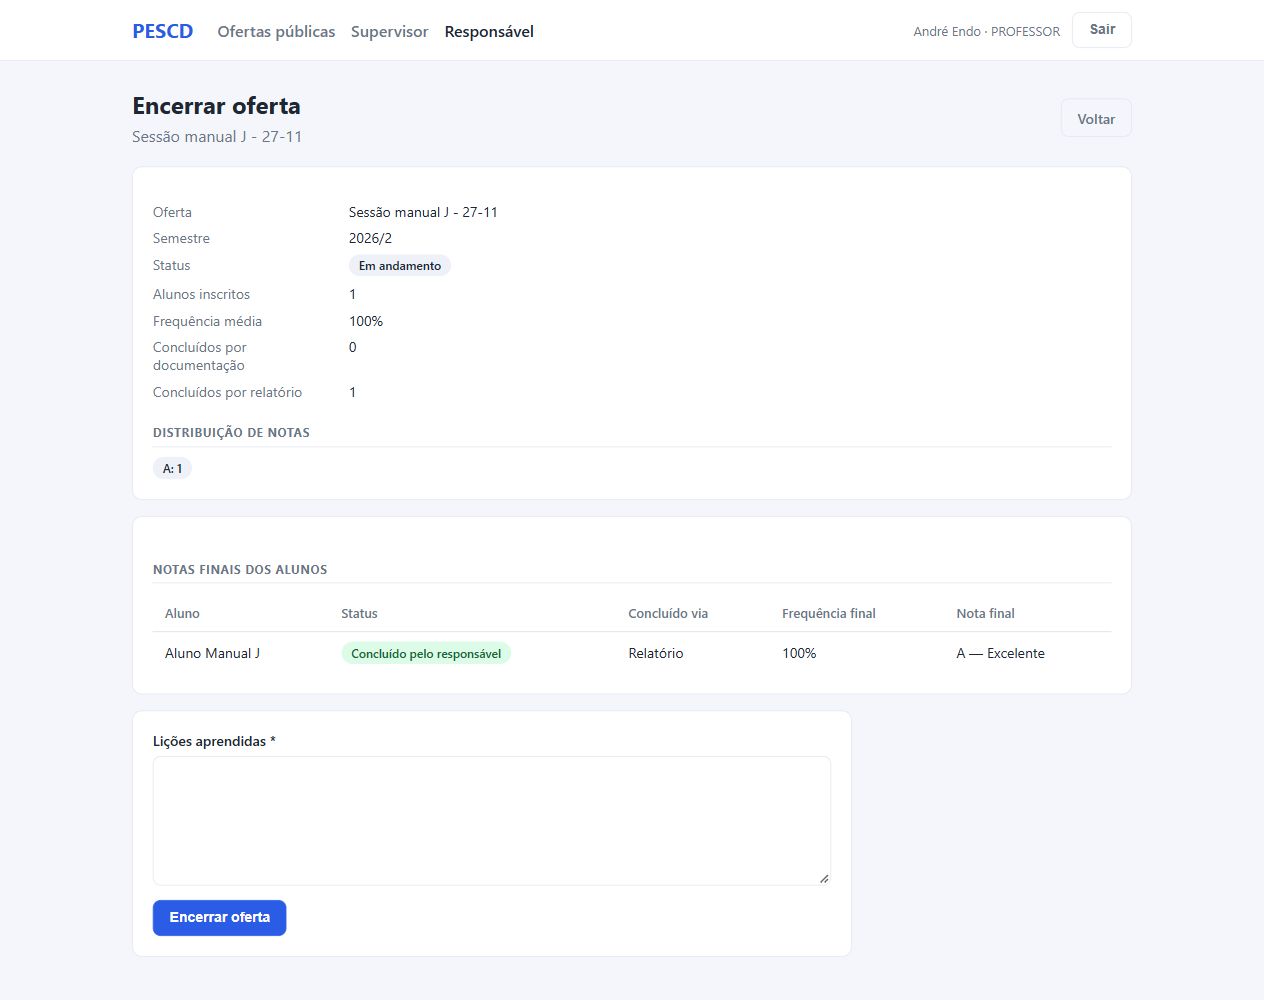 PESCD Ofertas públicas Supervisor Responsável André Endo · PROFESSOR Sair
Encerrar oferta
Sessão manual J - 27-11
Voltar
Oferta Sessão manual J - 27-11
Semestre 2026/2
Status Em andamento
Alunos inscritos 1
Frequência média 100%
Concluídos por documentação 0
Concluídos por relatório 1
DISTRIBUIÇÃO DE NOTAS
A: 1
NOTAS FINAIS DOS ALUNOS
Aluno Status Concluído via Frequência final Nota final
Aluno Manual J Concluído pelo responsável Relatório 100% A — Excelente
Lições aprendidas *
Encerrar oferta